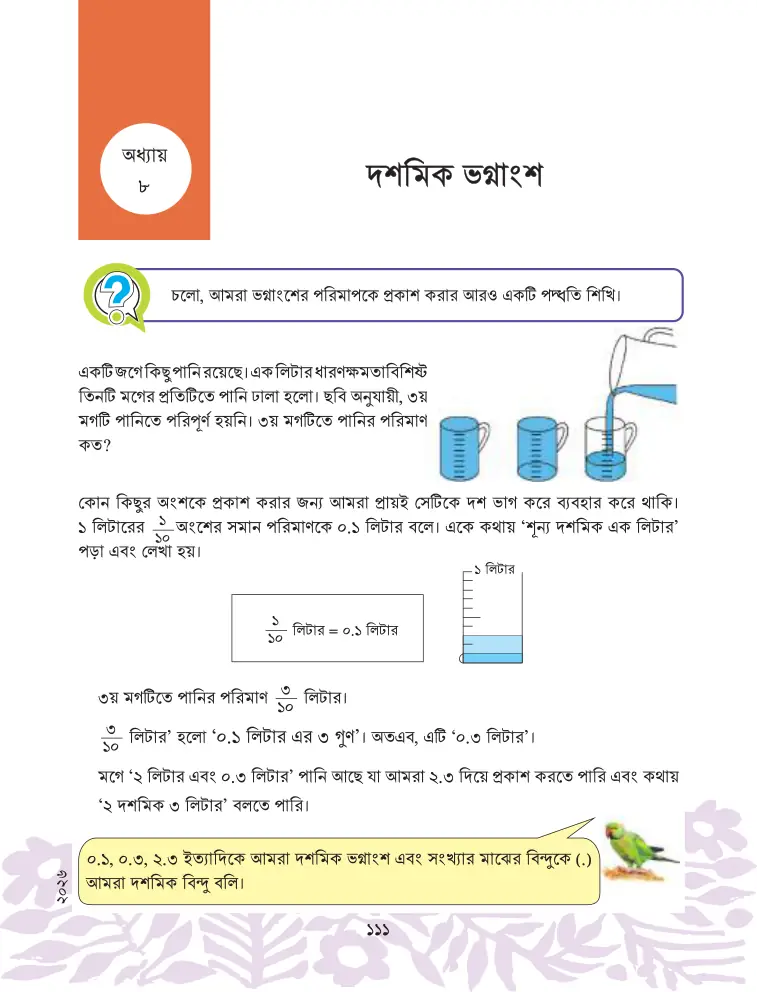 অধ্যায়
৮
দশমিক ভগ্নাংশ
চলো, আমরা ভগ্নাংশের পরিমাপকে প্রকাশ করার আরও একটি পদ্ধতি শিখি।
একটি জগে কিছু পানি রয়েছে। এক লিটার ধারণক্ষমতাবিশিষ্ট
তিনটি মগের প্রতিটিতে পানি ঢালা হলো। ছবি অনুযায়ী, ৩য়
মগটি পানিতে পরিপূর্ণ হয়নি। ৩য় মগটিতে পানির পরিমাণ
কত?
কোন কিছুর অংশকে প্রকাশ করার জন্য আমরা প্রায়ই সেটিকে দশ ভাগ করে ব্যবহার করে থাকি।
১ লিটারের ১/১০ অংশের সমান পরিমাণকে ০.১ লিটার বলে। একে কথায় ‘শূন্য দশমিক এক লিটার’
পড়া এবং লেখা হয়।
১ লিটার
১/১০ লিটার = ০.১ লিটার
৩য় মগটিতে পানির পরিমাণ ৩/১০ লিটার।
৩/১০ লিটার’ হলো ‘০.১ লিটার এর ৩ গুণ’। অতএব, এটি ‘০.৩ লিটার’।
মগে ‘২ লিটার এবং ০.৩ লিটার’ পানি আছে যা আমরা ২.৩ দিয়ে প্রকাশ করতে পারি এবং কথায়
‘২ দশমিক ৩ লিটার’ বলতে পারি।
০.১, ০.৩, ২.৩ ইত্যাদিকে আমরা দশমিক ভগ্নাংশ এবং সংখ্যার মাঝের বিন্দুকে (.)
আমরা দশমিক বিন্দু বলি।
২০২৬
১১১